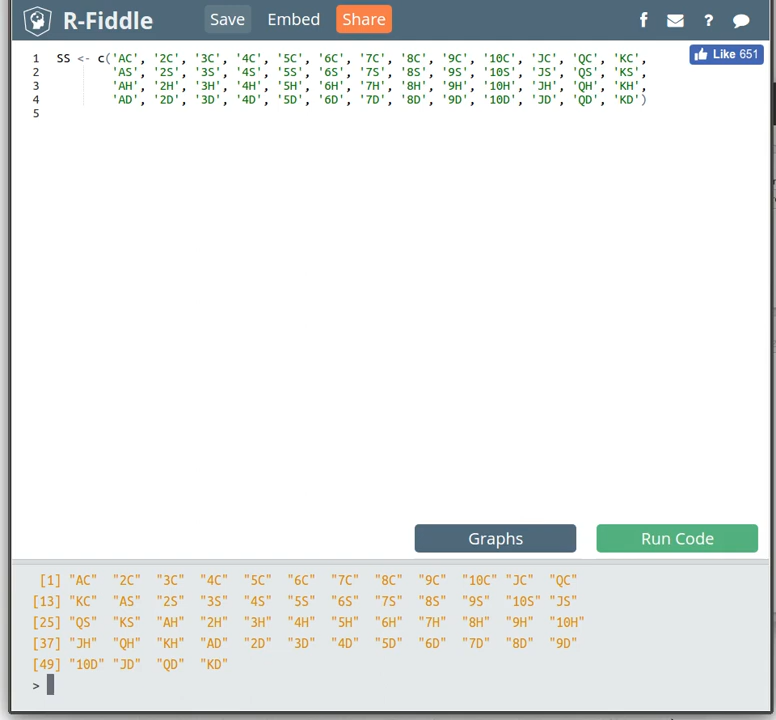 R-Fiddle Save Embed Share f ?
Like 651
1 SS <- c('AC', '2C', '3C', '4C', '5C', '6C', '7C', '8C', '9C', '10C', 'JC', 'QC', 'KC',
2 'AS', '2S', '3S', '4S', '5S', '6S', '7S', '8S', '9S', '10S', 'JS', 'QS', 'KS',
3 'AH', '2H', '3H', '4H', '5H', '6H', '7H', '8H', '9H', '10H', 'JH', 'QH', 'KH',
4 'AD', '2D', '3D', '4D', '5D', '6D', '7D', '8D', '9D', '10D', 'JD', 'QD', 'KD')
5
Graphs Run Code
[1] "AC" "2C" "3C" "4C" "5C" "6C" "7C" "8C" "9C" "10C" "JC" "QC"
[13] "KC" "AS" "2S" "3S" "4S" "5S" "6S" "7S" "8S" "9S" "10S" "JS"
[25] "QS" "KS" "AH" "2H" "3H" "4H" "5H" "6H" "7H" "8H" "9H" "10H"
[37] "JH" "QH" "KH" "AD" "2D" "3D" "4D" "5D" "6D" "7D" "8D" "9D"
[49] "10D" "JD" "QD" "KD"
>